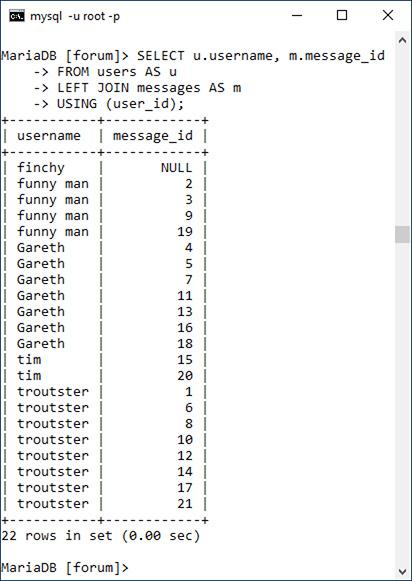 mysql -u root -p
MariaDB [forum]> SELECT u.username, m.message_id
    -> FROM users AS u
    -> LEFT JOIN messages AS m
    -> USING (user_id);
+-----------+------------+
| username  | message_id |
+-----------+------------+
| finchy    |       NULL |
| funny man |          2 |
| funny man |          3 |
| funny man |          9 |
| funny man |         19 |
| Gareth    |          4 |
| Gareth    |          5 |
| Gareth    |          7 |
| Gareth    |         11 |
| Gareth    |         13 |
| Gareth    |         16 |
| Gareth    |         18 |
| tim       |         15 |
| tim       |         20 |
| troutster |          1 |
| troutster |          6 |
| troutster |          8 |
| troutster |         10 |
| troutster |         12 |
| troutster |         14 |
| troutster |         17 |
| troutster |         21 |
+-----------+------------+
22 rows in set (0.00 sec)
MariaDB [forum]>